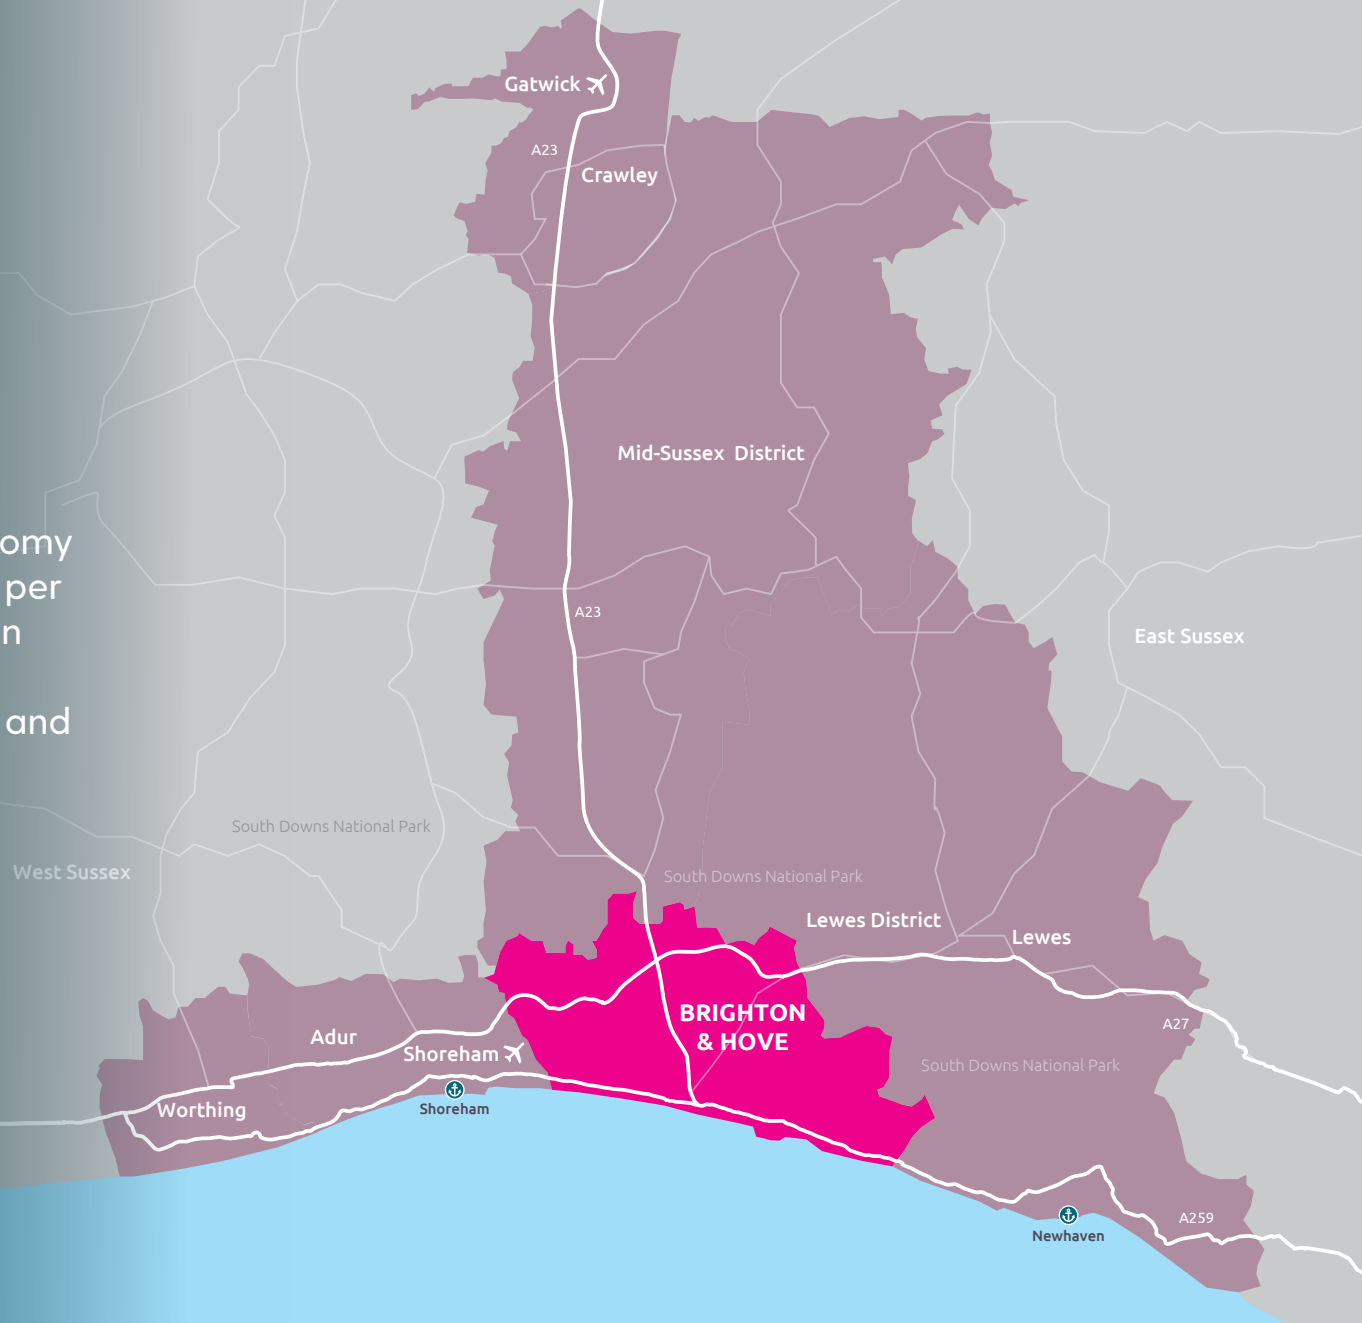 Gatwick
A23
Crawley
Mid-Sussex District
omy
per
n
and
A23
East Sussex
South Downs National Park
West Sussex
South Downs National Park
Lewes District
Lewes
BRIGHTON
& HOVE
A27
Adur
Shoreham
South Downs National Park
Worthing
Shoreham
A259
Newhaven